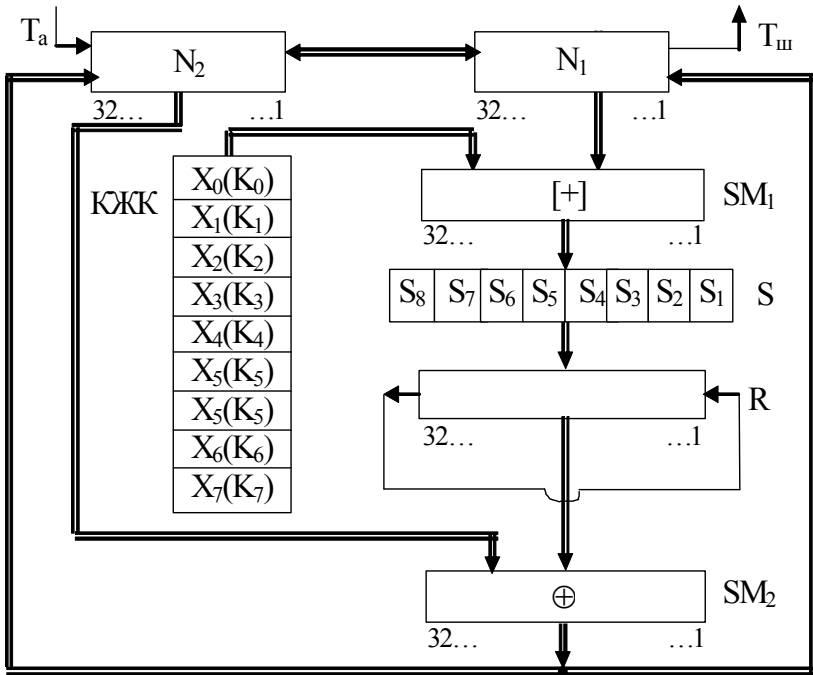 Tа Tш
N₂ N₁
32... ...1 32... ...1
X₀(K₀)
КЖК X₁(K₁)
X₂(K₂)
X₃(K₃)
X₄(K₄)
X₅(K₅)
X₅(K₅)
X₆(K₆)
X₇(K₇)
[+] SM₁
32... ...1
S₈ S₇ S₆ S₅ S₄ S₃ S₂ S₁ S
R
32... ...1
⊕ SM₂
32... ...1